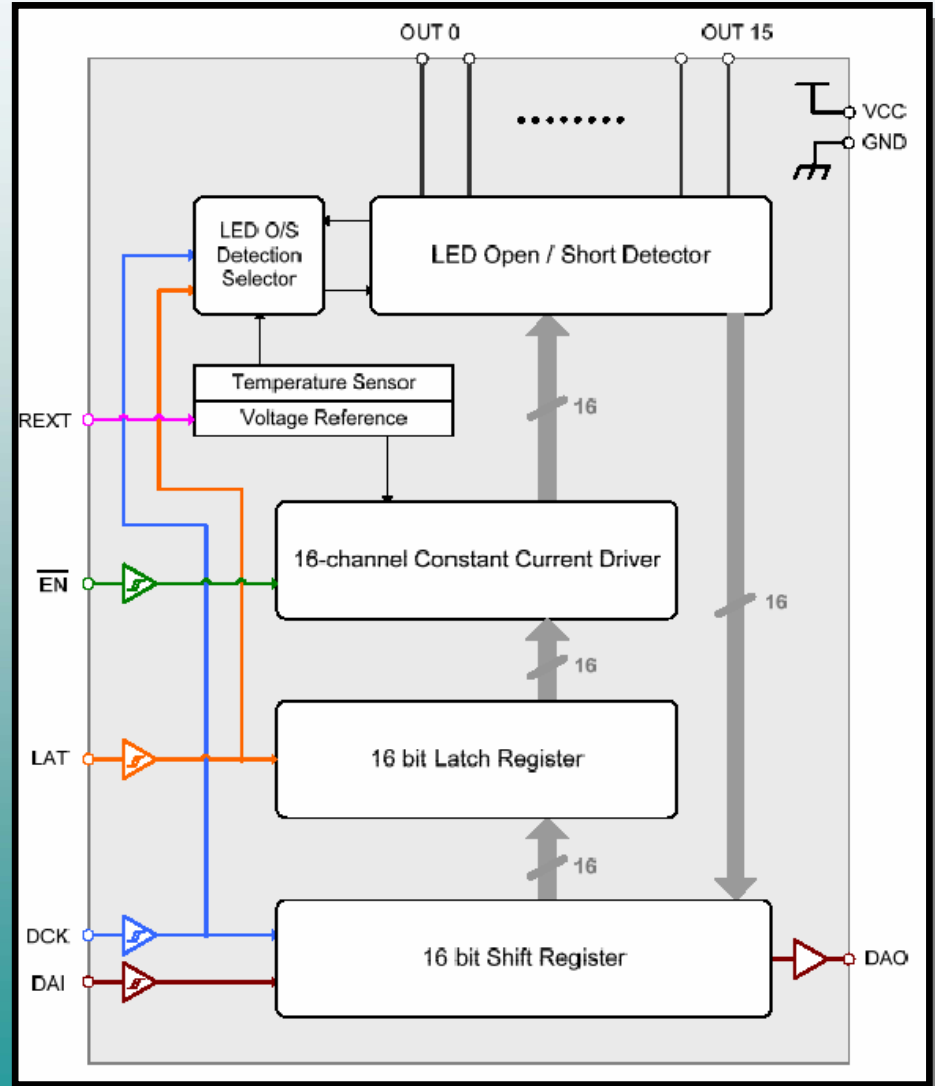 OUT 0
OUT 15
VCC
GND
LED O/S
Detection
Selector
LED Open / Short Detector
Temperature Sensor
Voltage Reference
REXT
16
16-channel Constant Current Driver
EN
16
16
LAT
16 bit Latch Register
16
DCK
DAI
16 bit Shift Register
DAO